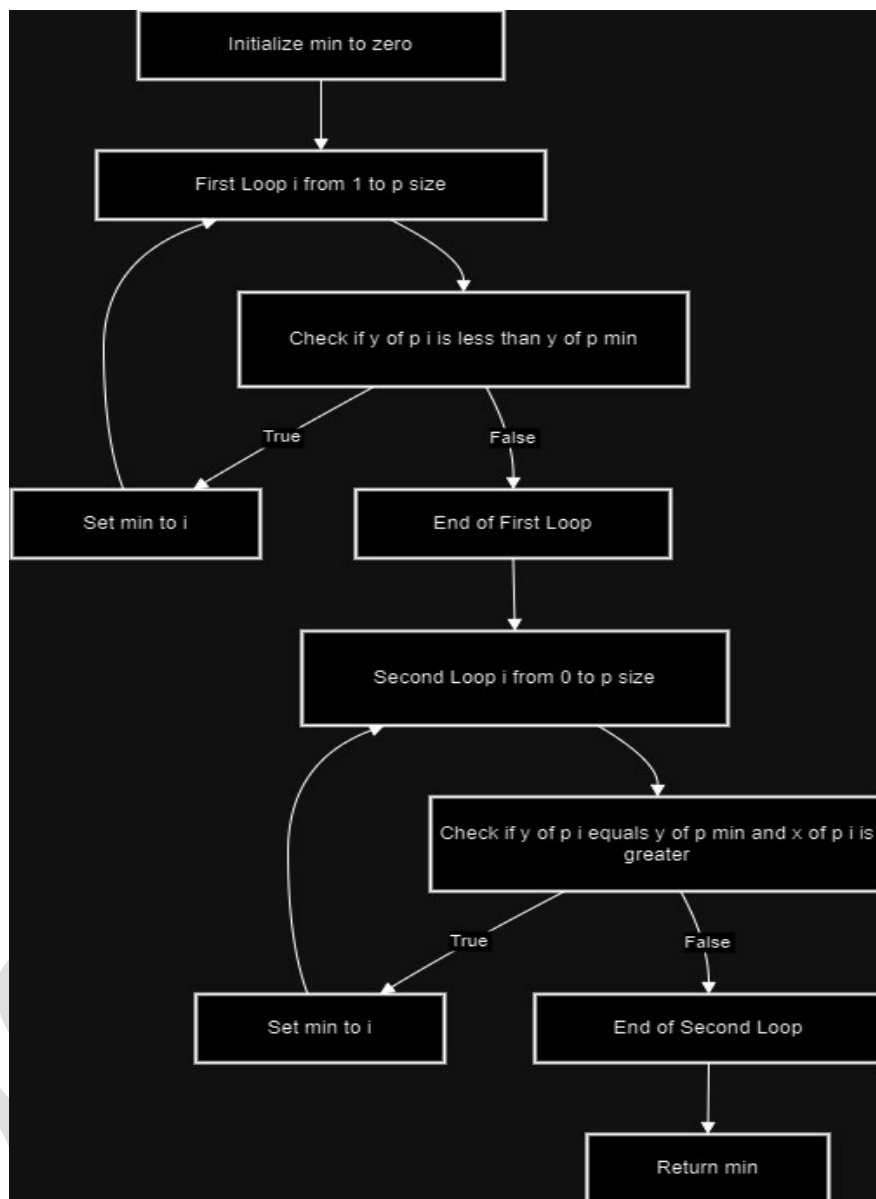 Initialize min to zero
First Loop i from 1 to p size
Check if y of p i is less than y of p min
True
False
Set min to i
End of First Loop
Second Loop i from 0 to p size
Check if y of p i equals y of p min and x of p i is
greater
True
False
Set min to i
End of Second Loop
Return min